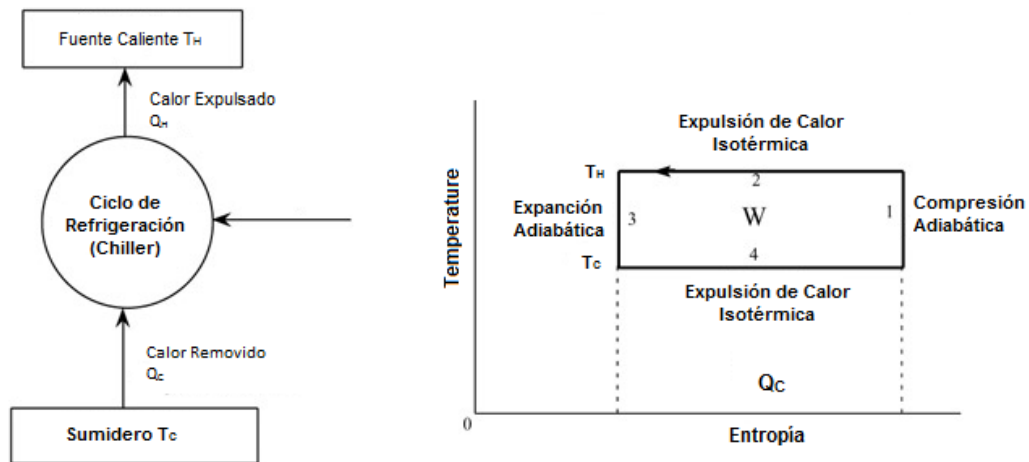 Fuente Caliente TH
Calor Expulsado
QH
Ciclo de
Refrigeración
(Chiller)
Calor Removido
QC
Sumidero TC
Temperature
Expulsión de Calor
Isotérmica
TH
2
Expanción
Adiabática
3
W
1
Compresión
Adiabática
TC
4
Expulsión de Calor
Isotérmica
QC
0
Entropía